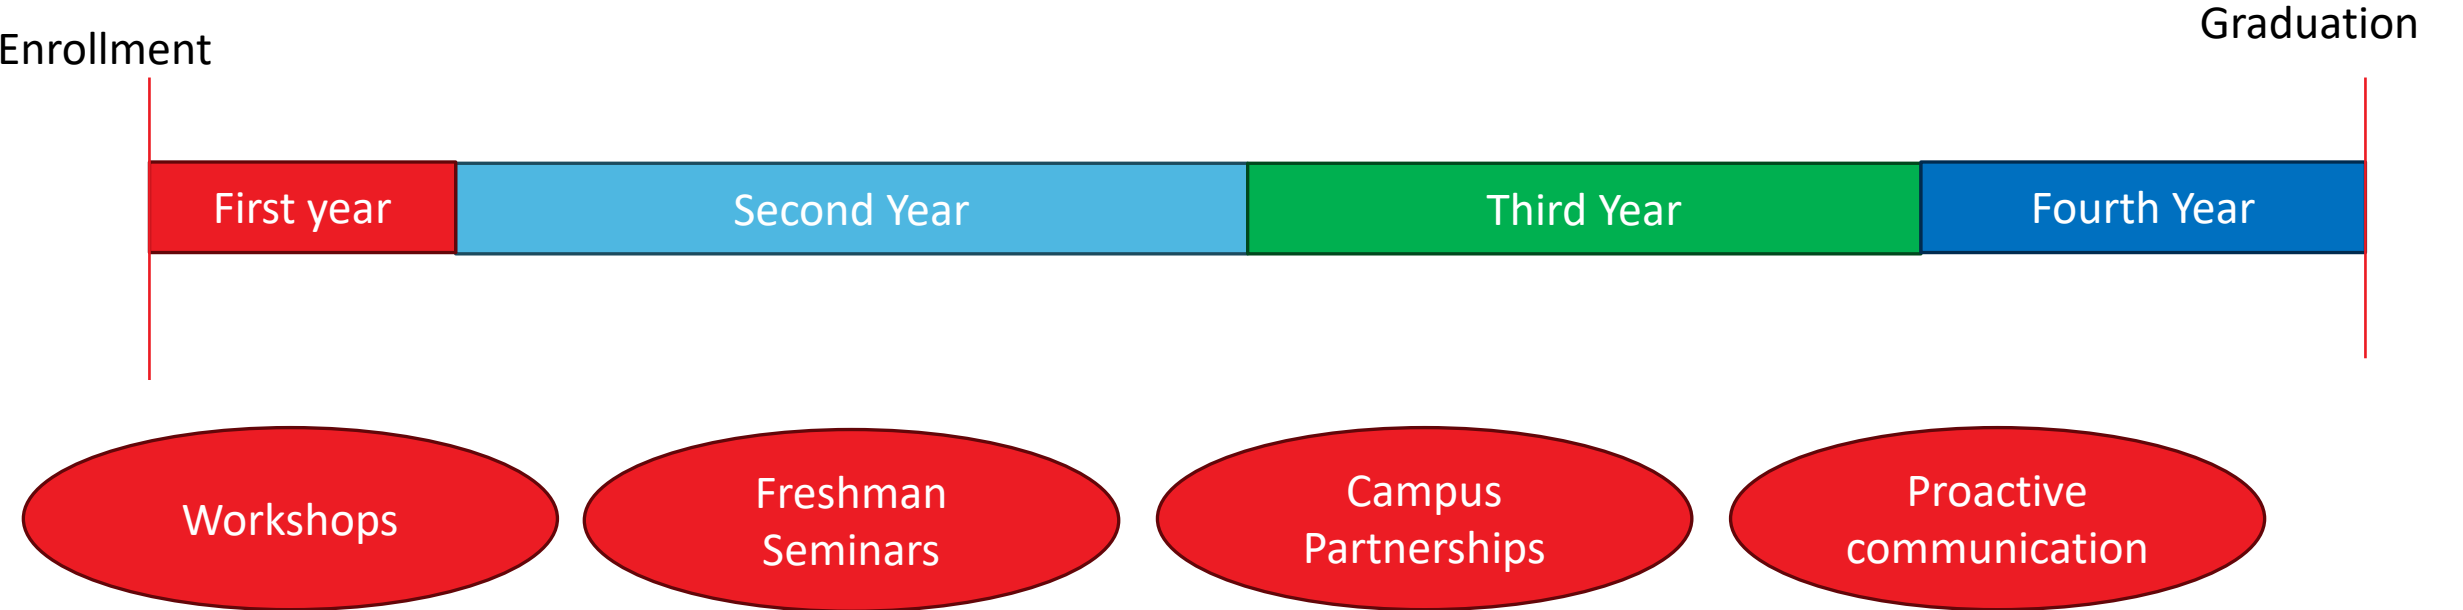 Enrollment
Graduation
First year
Second Year
Third Year
Fourth Year
Workshops
Freshman
Seminars
Campus
Partnerships
Proactive
communication